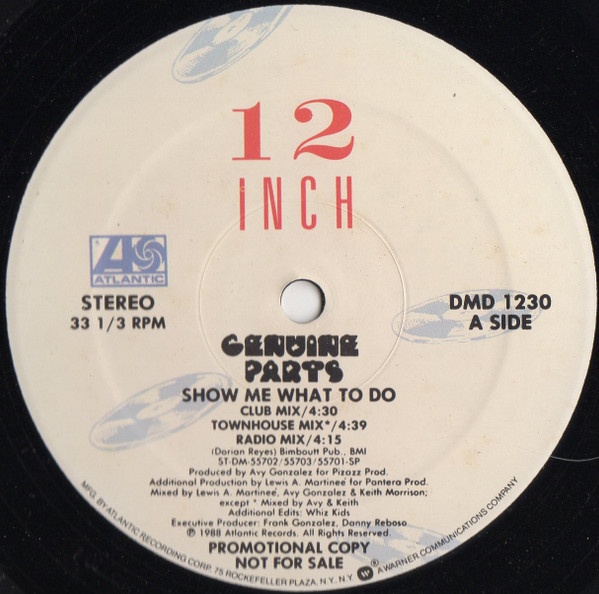 12
INCH
ATLANTIC
STEREO
33 1/3 RPM
DMD 1230
A SIDE
GENUINE
PARTS
SHOW ME WHAT TO DO
CLUB MIX/4:30
TOWNHOUSE MIX*/4:39
RADIO MIX/4:15
(Dorian Reyes) Bimboutt Pub., BMI
ST-DM-55702/55703/55701-SP
Produced by Avy Gonzalez for Pizazz Prod.
Additional Production by Lewis A. Martineé for Pantera Prod.
Mixed by Lewis A. Martineé, Avy Gonzalez & Keith Morrison;
except * Mixed by Avy & Keith
Additional Edits: Whiz Kids
Executive Producer: Frank Gonzalez, Danny Reboso
℗ 1988 Atlantic Records. All Rights Reserved.
PROMOTIONAL COPY
NOT FOR SALE
MFG. BY ATLANTIC RECORDING CORP. 75 ROCKEFELLER PLAZA, N.Y. N.Y. ® A WARNER COMMUNICATIONS COMPANY